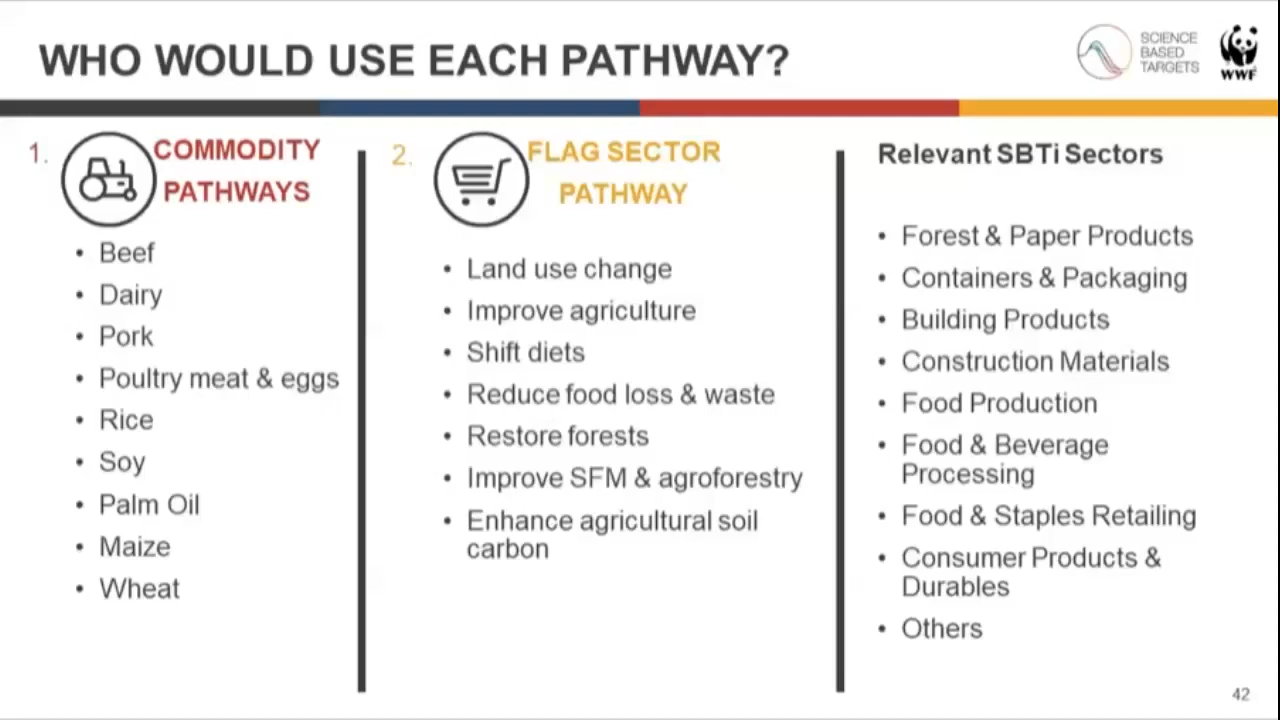 WHO WOULD USE EACH PATHWAY?
SCIENCE
BASED
TARGETS
WWF
1.
COMMODITY
PATHWAYS
• Beef
• Dairy
• Pork
• Poultry meat & eggs
• Rice
• Soy
• Palm Oil
• Maize
• Wheat
2.
FLAG SECTOR
PATHWAY
• Land use change
• Improve agriculture
• Shift diets
• Reduce food loss & waste
• Restore forests
• Improve SFM & agroforestry
• Enhance agricultural soil
carbon
Relevant SBTi Sectors
• Forest & Paper Products
• Containers & Packaging
• Building Products
• Construction Materials
• Food Production
• Food & Beverage
Processing
• Food & Staples Retailing
• Consumer Products &
Durables
• Others
42